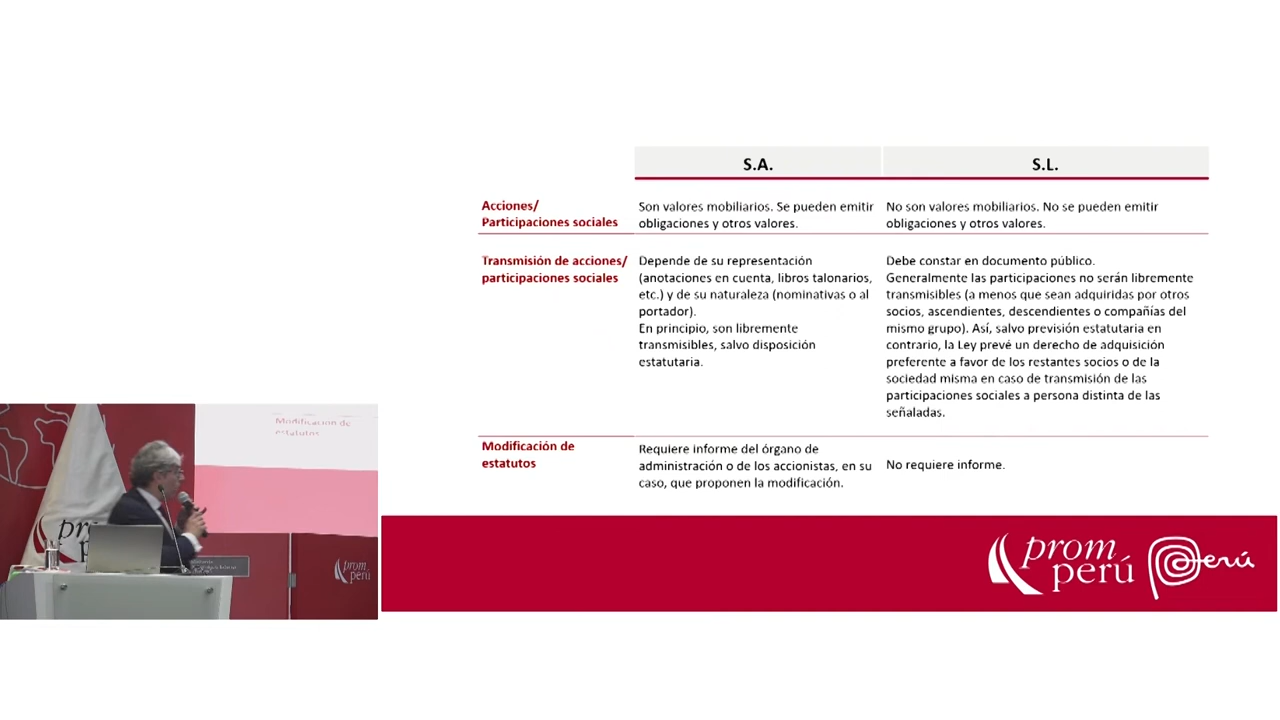 S.A.
S.L.
Acciones/
Participaciones sociales
Son valores mobiliarios. Se pueden emitir
obligaciones y otros valores.
No son valores mobiliarios. No se pueden emitir
obligaciones y otros valores.
Transmisión de acciones/
participaciones sociales
Depende de su representación
(anotaciones en cuenta, libros talonarios,
etc.) y de su naturaleza (nominativas o al
portador).
En principio, son libremente
transmisibles, salvo disposición
estatutaria.
Debe constar en documento público.
Generalmente las participaciones no serán libremente
transmisibles (a menos que sean adquiridas por otros
socios, ascendientes, descendientes o compañías del
mismo grupo). Así, salvo previsión estatutaria en
contrario, la Ley prevé un derecho de adquisición
preferente a favor de los restantes socios o de la
sociedad misma en caso de transmisión de las
participaciones sociales a persona distinta de las
señaladas.
Modificación de
estatutos
Requiere informe del órgano de
administración o de los accionistas, en su
caso, que proponen la modificación.
No requiere informe.
prom
perú
Perú
Modificación de
estatutos
prom
perú